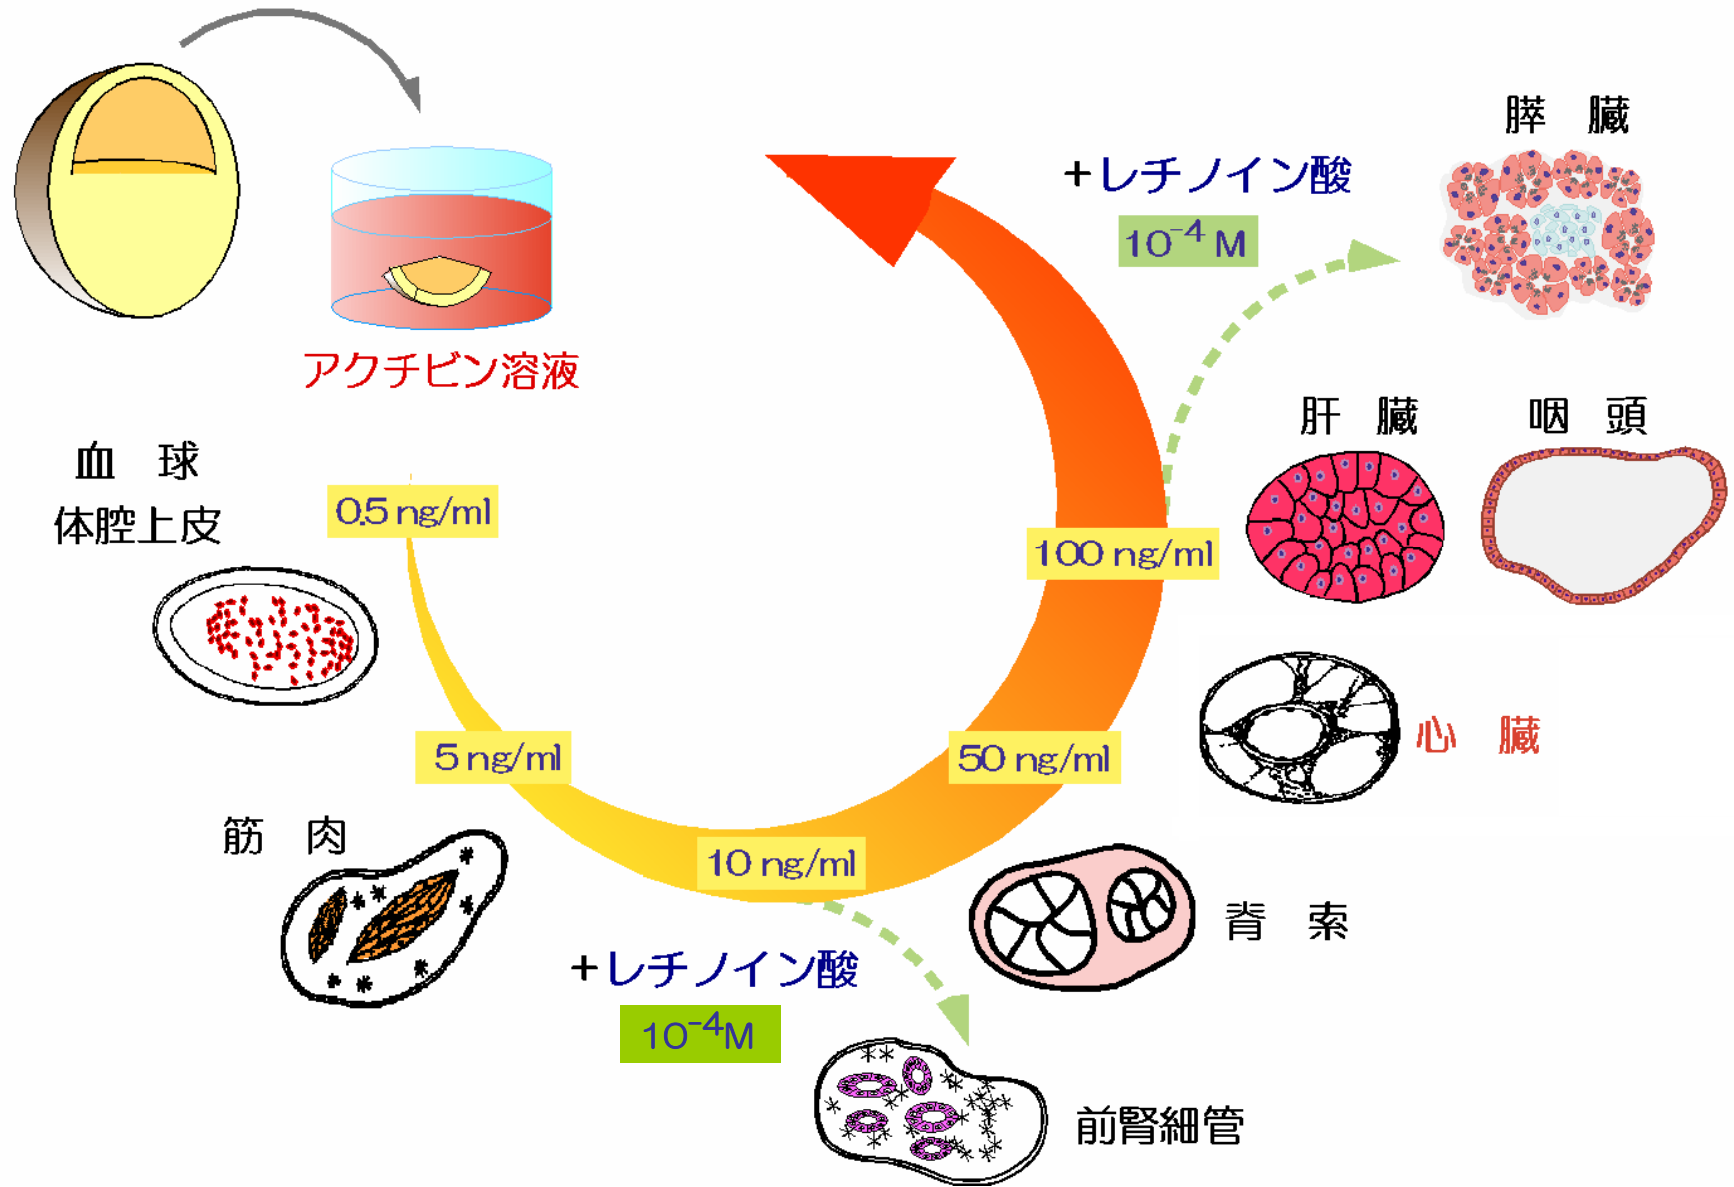 アクチビン溶液
血 球
体腔上皮
0.5 ng/ml
5 ng/ml
筋 肉
10 ng/ml
+レチノイン酸
10⁻⁴M
前腎細管
脊 索
50 ng/ml
心 臓
100 ng/ml
肝 臓
咽 頭
+レチノイン酸
10⁻⁴ M
膵 臓